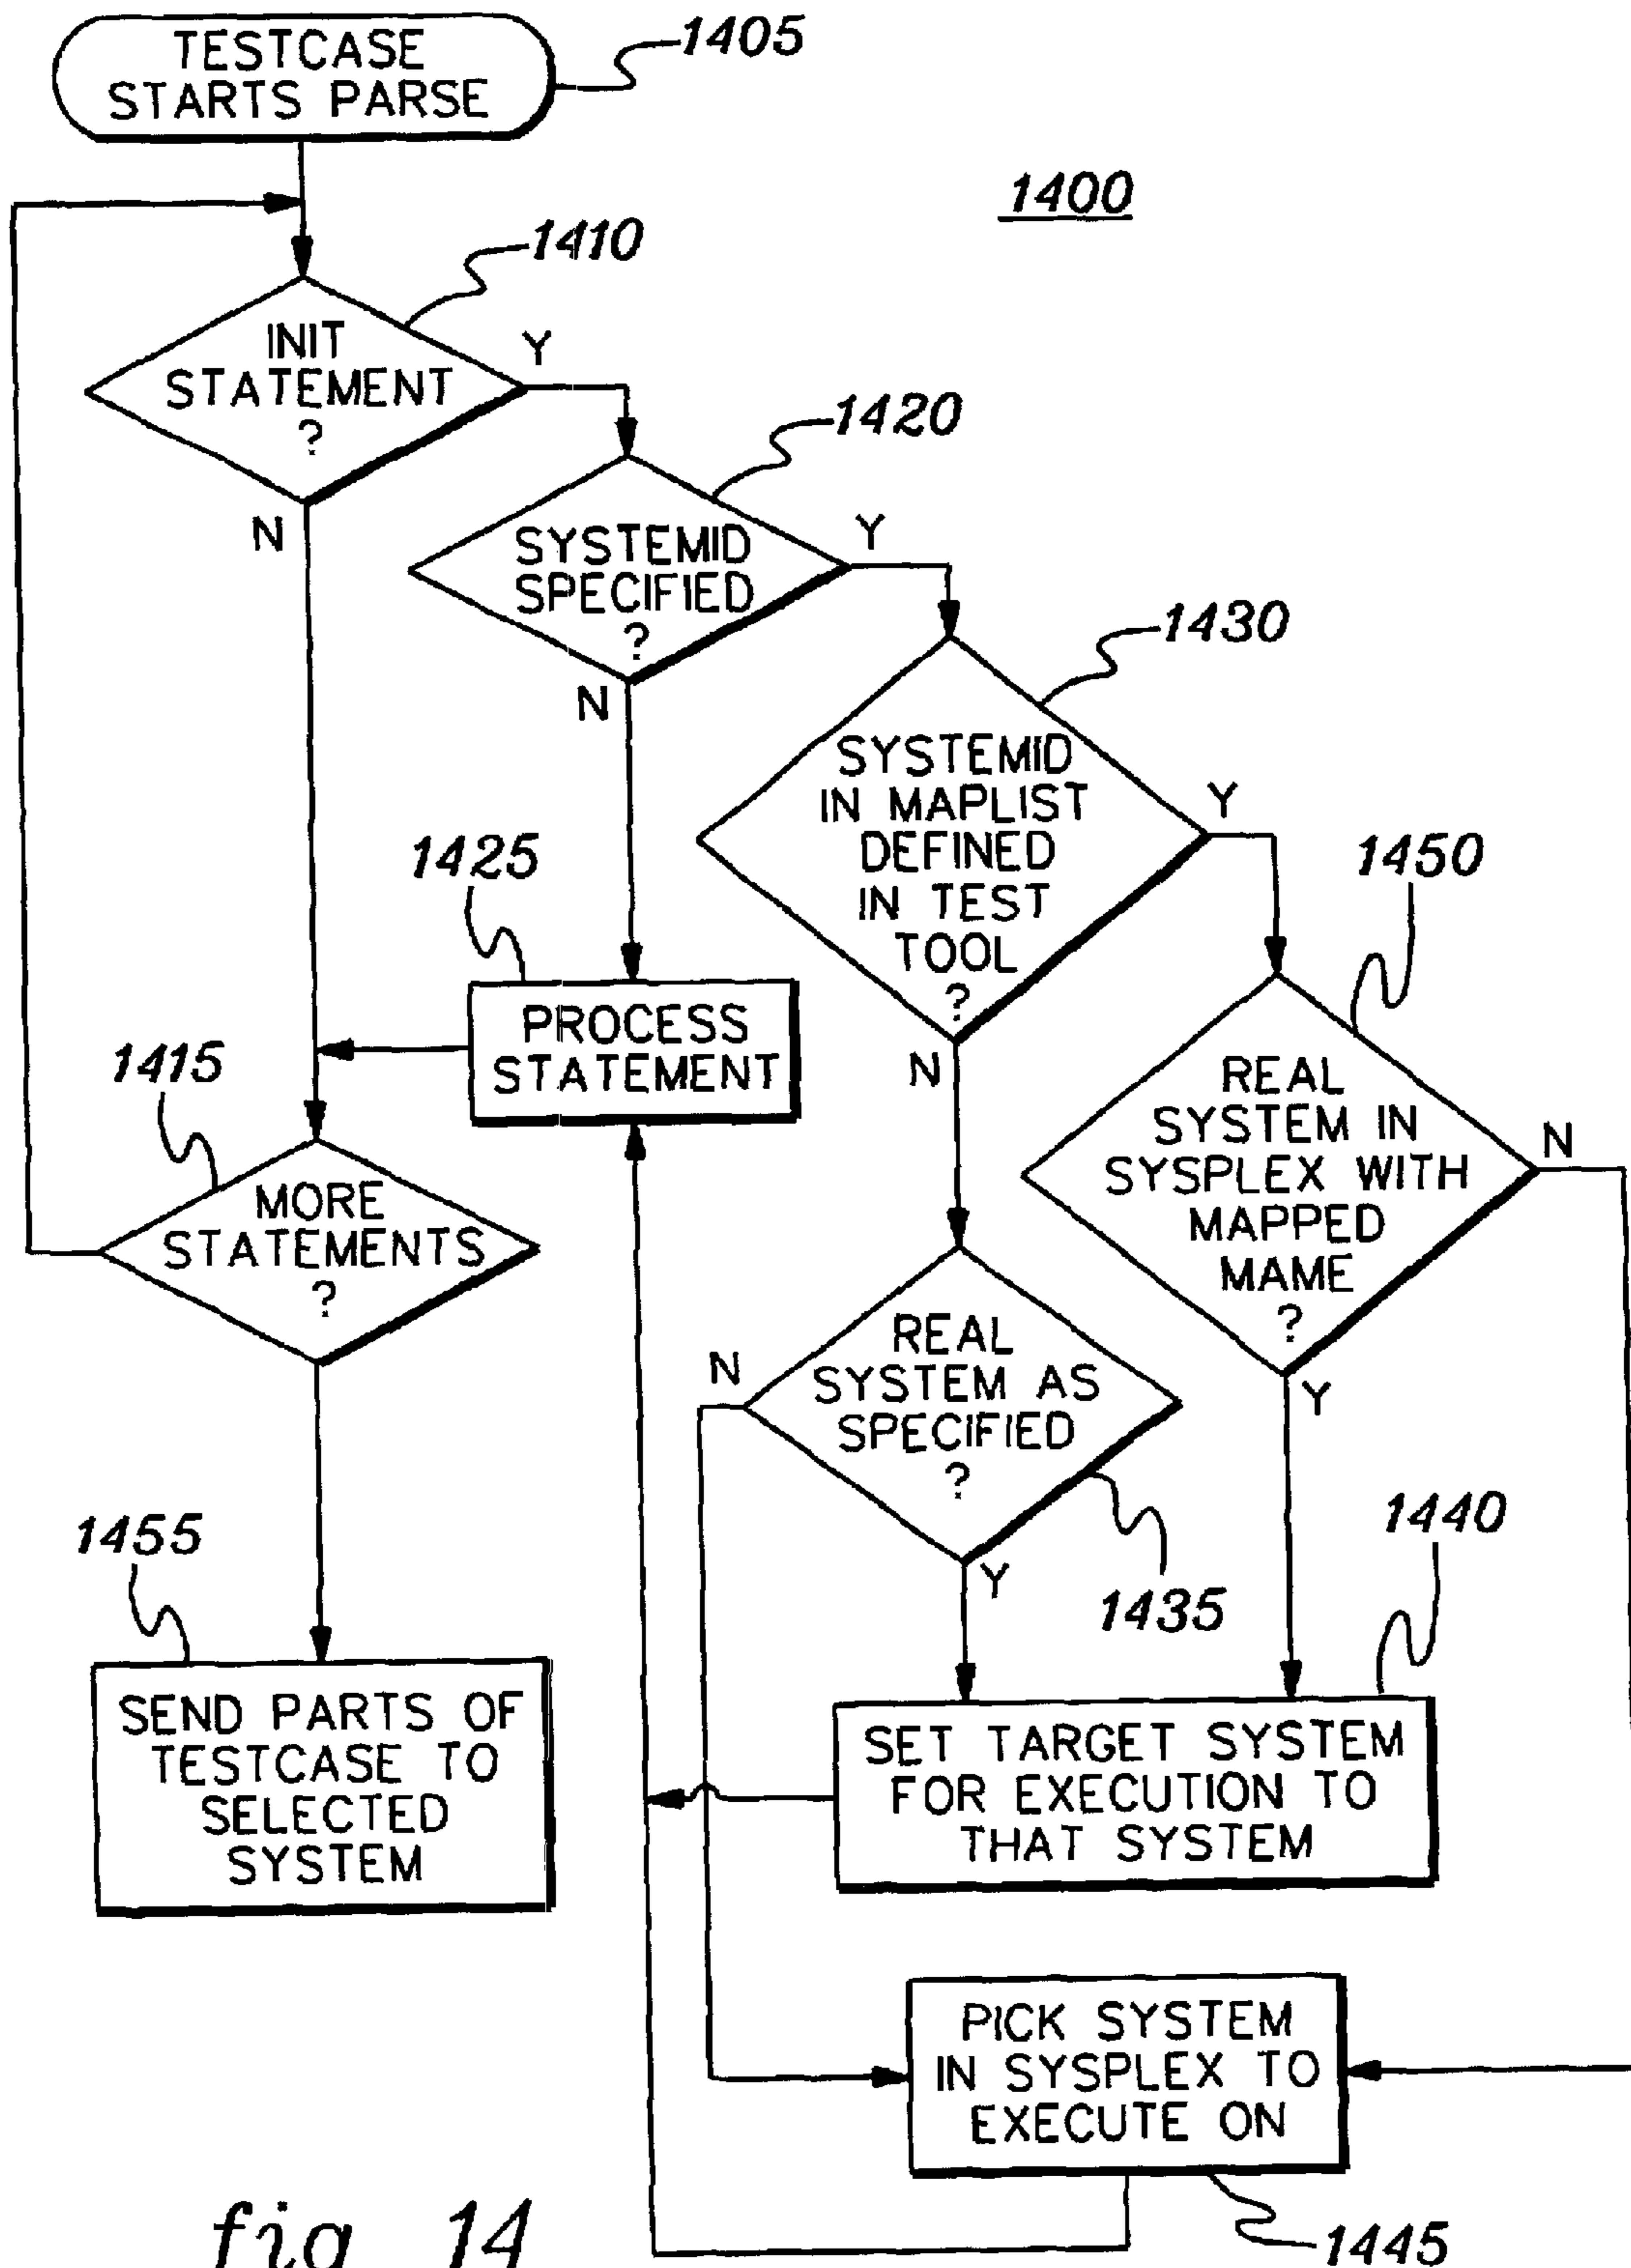 TESTCASE
STARTS PARSE
1405
1400
1410
INIT
STATEMENT
?
Y
N
1420
SYSTEMID
SPECIFIED
?
Y
N
1430
SYSTEMID
IN MAPLIST
DEFINED
IN TEST
TOOL
?
Y
N
1425
PROCESS
STATEMENT
1450
REAL
SYSTEM IN
SYSPLEX WITH
MAPPED
MAME
?
N
Y
1415
MORE
STATEMENTS
?
REAL
SYSTEM AS
SPECIFIED
?
N
Y
1435
1440
SET TARGET SYSTEM
FOR EXECUTION TO
THAT SYSTEM
1455
SEND PARTS OF
TESTCASE TO
SELECTED
SYSTEM
PICK SYSTEM
IN SYSPLEX TO
EXECUTE ON
1445
fig 14